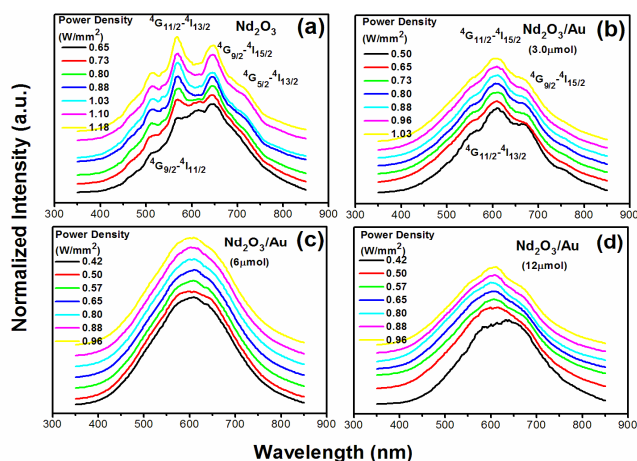 Normalized Intensity (a.u.)
Power Density
(W/mm²)
0.65
0.73
0.80
0.88
1.03
1.10
1.18
⁴G₁₁/₂-⁴I₁₃/₂
Nd₂O₃
(a)
⁴G₉/₂-⁴I₁₅/₂
⁴G₅/₂-⁴I₁₃/₂
⁴G₉/₂-⁴I₁₁/₂
300 400 500 600 700 800 900
Power Density
(W/mm²)
0.50
0.65
0.73
0.80
0.88
0.96
1.03
Nd₂O₃/Au
(3.0μmol)
(b)
⁴G₁₁/₂-⁴I₁₅/₂
⁴G₉/₂-⁴I₁₅/₂
⁴G₁₁/₂-⁴I₁₃/₂
300 400 500 600 700 800 900
Power Density
(W/mm²)
0.42
0.50
0.57
0.65
0.80
0.88
0.96
(c)
Nd₂O₃/Au
(6μmol)
300 400 500 600 700 800 900
Power Density
(W/mm²)
0.42
0.50
0.57
0.65
0.80
0.88
0.96
Nd₂O₃/Au
(12μmol)
(d)
300 400 500 600 700 800 900
Wavelength (nm)